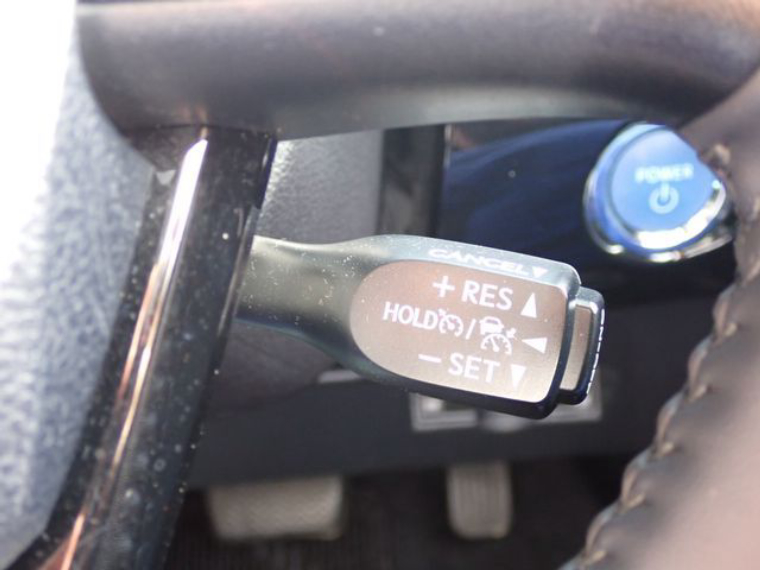 POWER
CANCEL▼
+ RES ▲
HOLD / ◀
− SET ▼